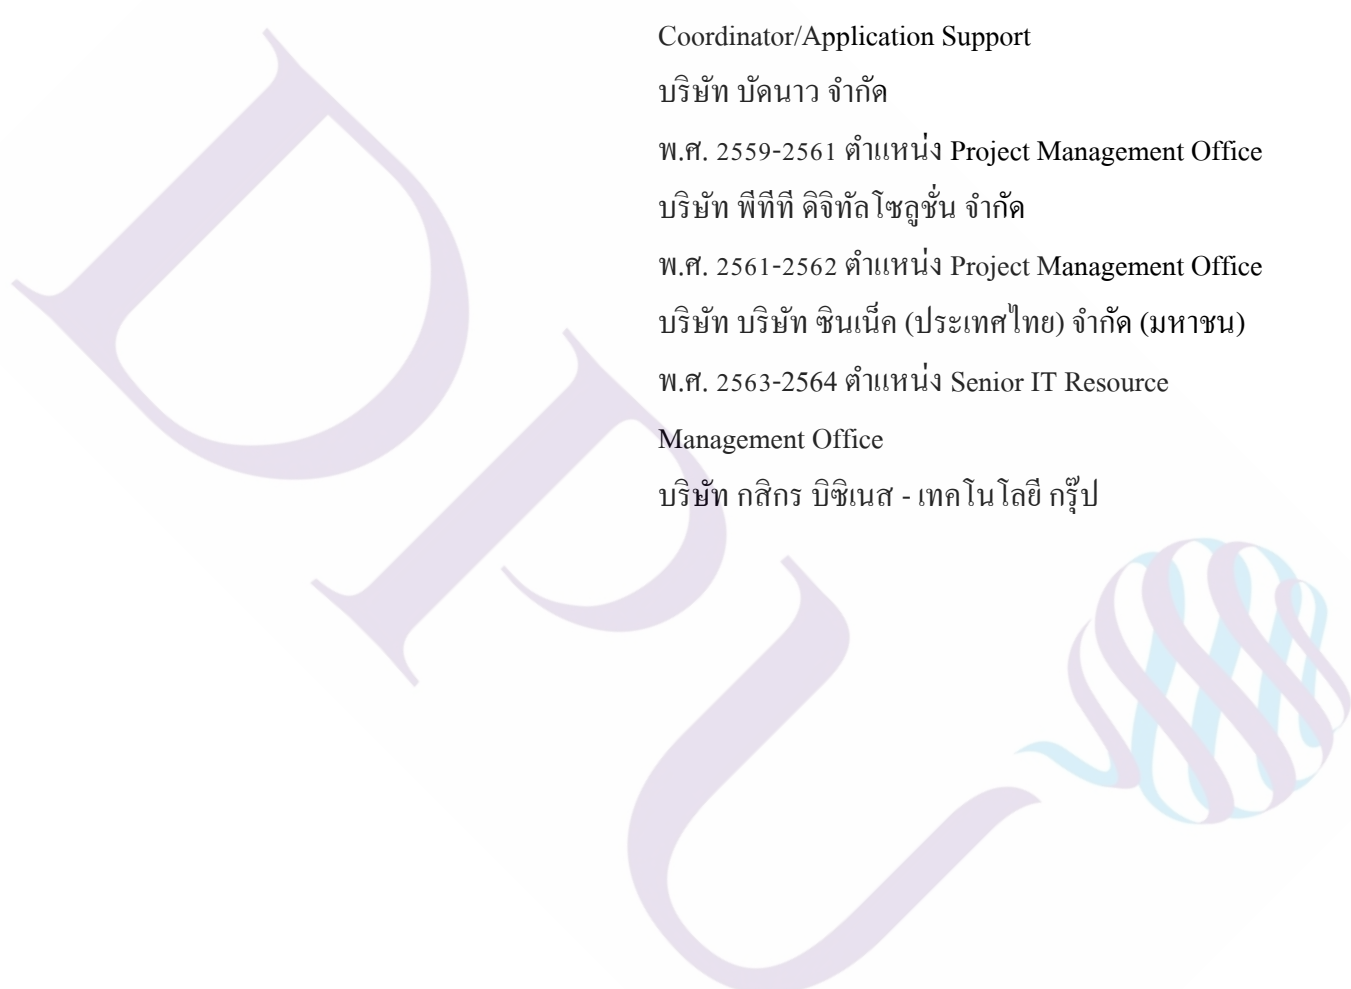 Coordinator/Application Support
บริษัท บัดนาว จำกัด
พ.ศ. 2559-2561 ตำแหน่ง Project Management Office
บริษัท พีทีที ดิจิทัลโซลูชั่น จำกัด
พ.ศ. 2561-2562 ตำแหน่ง Project Management Office
บริษัท บริษัท ซินเน็ค (ประเทศไทย) จำกัด (มหาชน)
พ.ศ. 2563-2564 ตำแหน่ง Senior IT Resource
Management Office
บริษัท กสิกร บิซิเนส - เทคโนโลยี กรุ๊ป
DPU